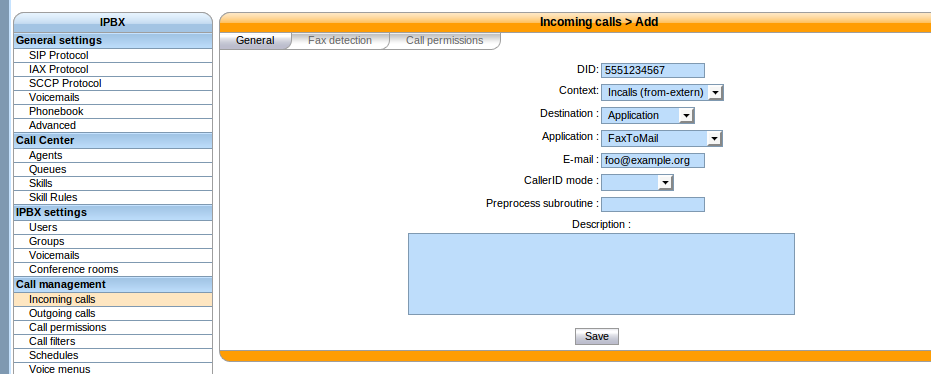 IPBX
General settings
SIP Protocol
IAX Protocol
SCCP Protocol
Voicemails
Phonebook
Advanced
Call Center
Agents
Queues
Skills
Skill Rules
IPBX settings
Users
Groups
Voicemails
Conference rooms
Call management
Incoming calls
Outgoing calls
Call permissions
Call filters
Schedules
Voice menus
Incoming calls > Add
General Fax detection Call permissions
DID: 5551234567
Context: Incalls (from-extern)
Destination : Application
Application : FaxToMail
E-mail : foo@example.org
CallerID mode :
Preprocess subroutine :
Description :
Save